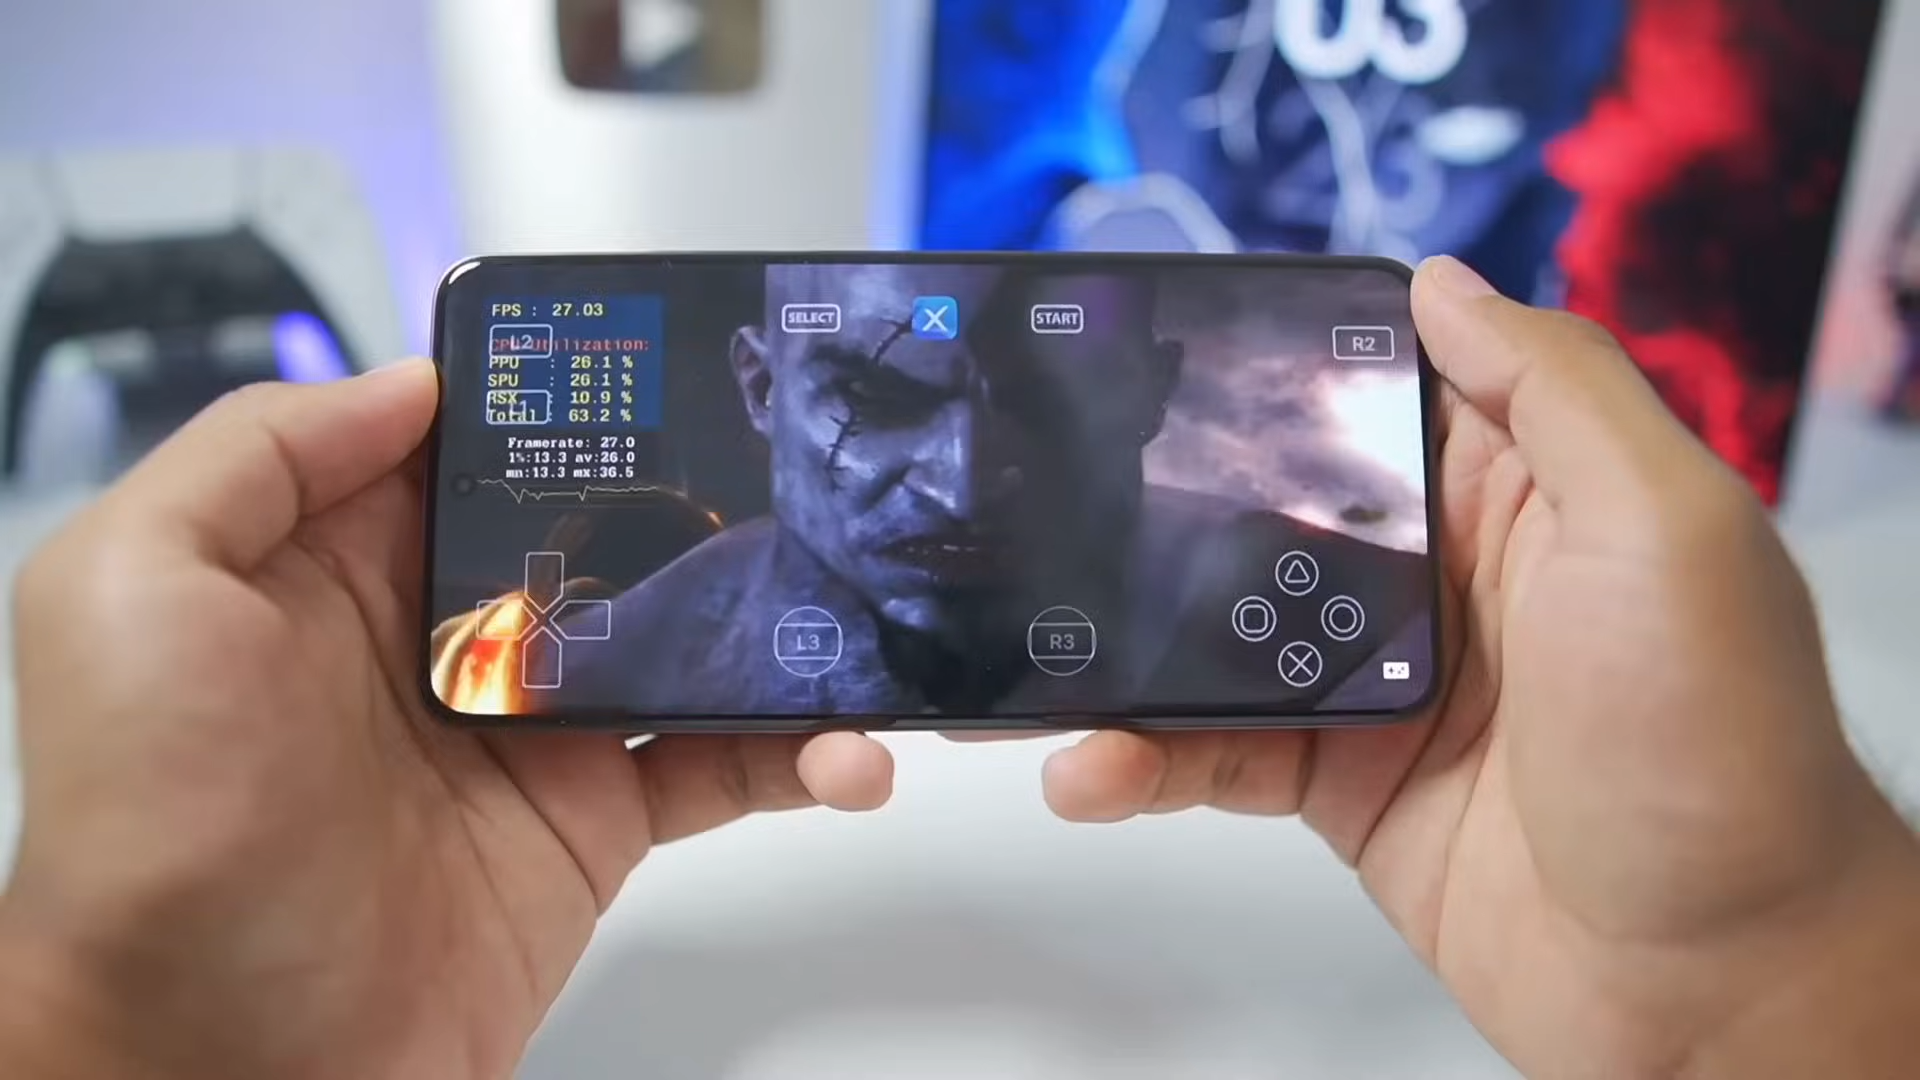 03
FPS : 27.03
L2
CPU Utilization:
PPU : 26.1 %
SPU : 26.1 %
RSX : 10.9 %
L1
Total : 63.2 %
Framerate: 27.0
1%:13.3 av:26.0
mn:13.3 mx:36.5
SELECT
START
R2
L3
R3